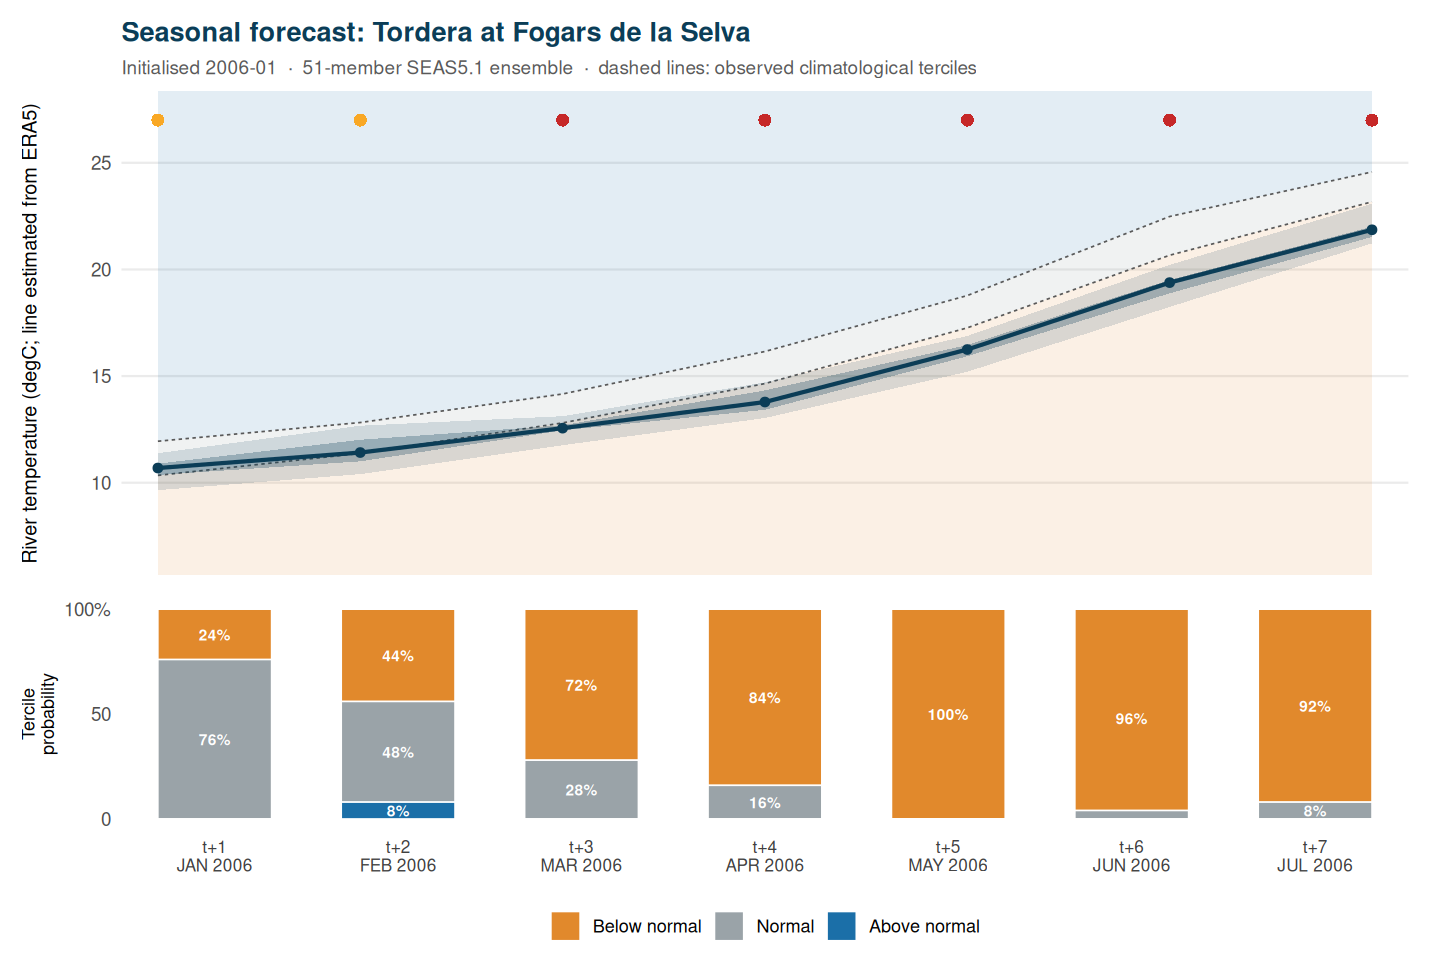 Seasonal forecast: Tordera at Fogars de la Selva
Initialised 2006-01 · 51-member SEAS5.1 ensemble · dashed lines: observed climatological terciles
River temperature (degC; line estimated from ERA5)
25
20
15
10
Tercile
probability
100%
50
0
24%
76%
44%
48%
8%
72%
28%
84%
16%
100%
96%
92%
8%
t+1
JAN 2006
t+2
FEB 2006
t+3
MAR 2006
t+4
APR 2006
t+5
MAY 2006
t+6
JUN 2006
t+7
JUL 2006
Below normal
Normal
Above normal